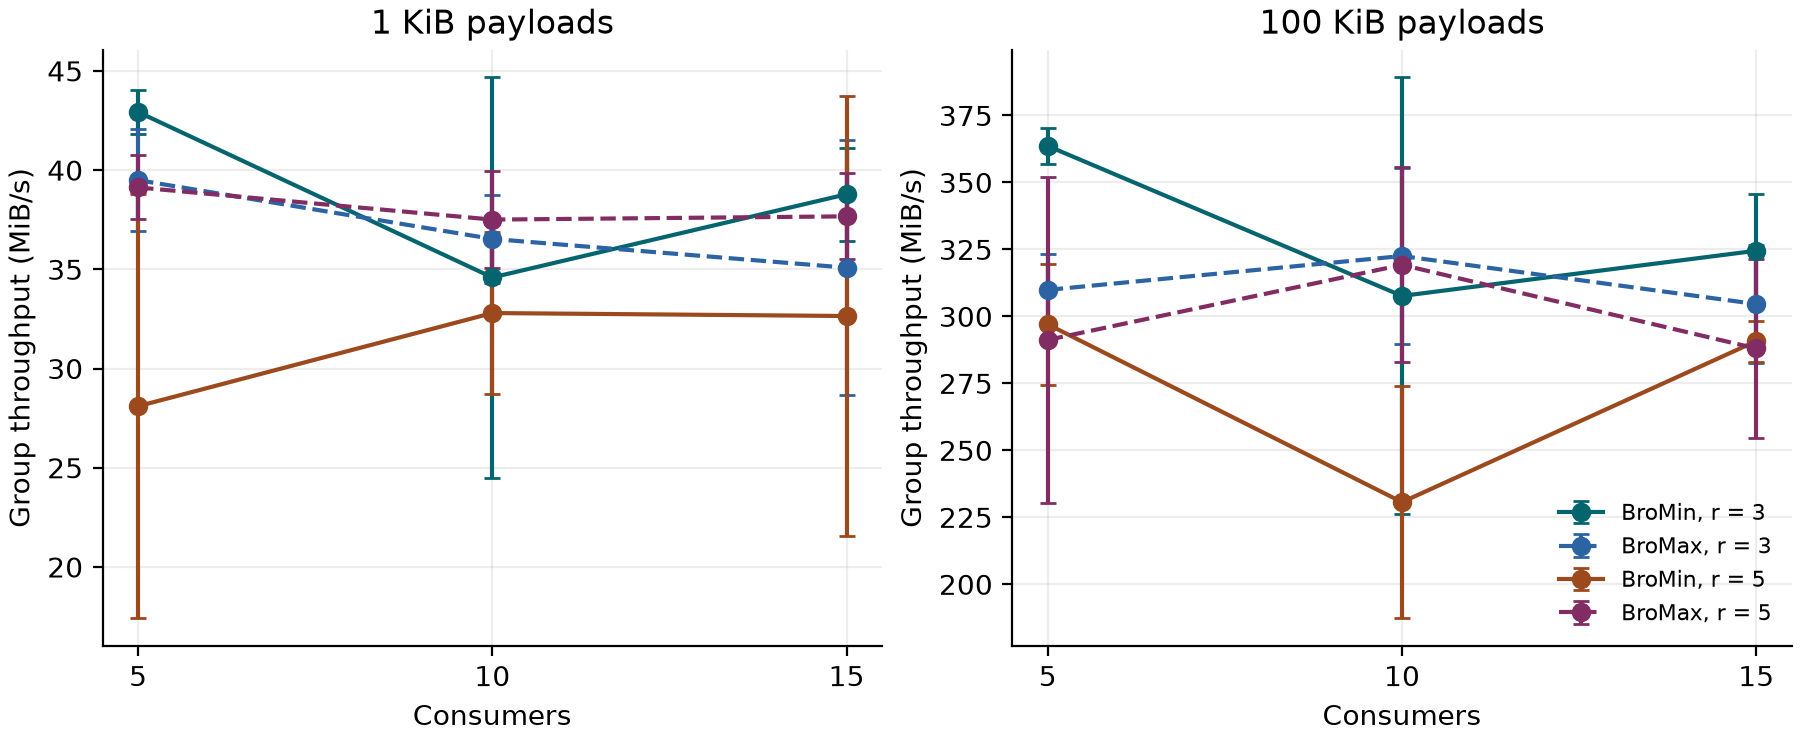 1 KiB payloads
Group throughput (MiB/s)
45
40
35
30
25
20
5
10
15
Consumers
100 KiB payloads
Group throughput (MiB/s)
375
350
325
300
275
250
225
200
5
10
15
Consumers
BroMin, r = 3
BroMax, r = 3
BroMin, r = 5
BroMax, r = 5